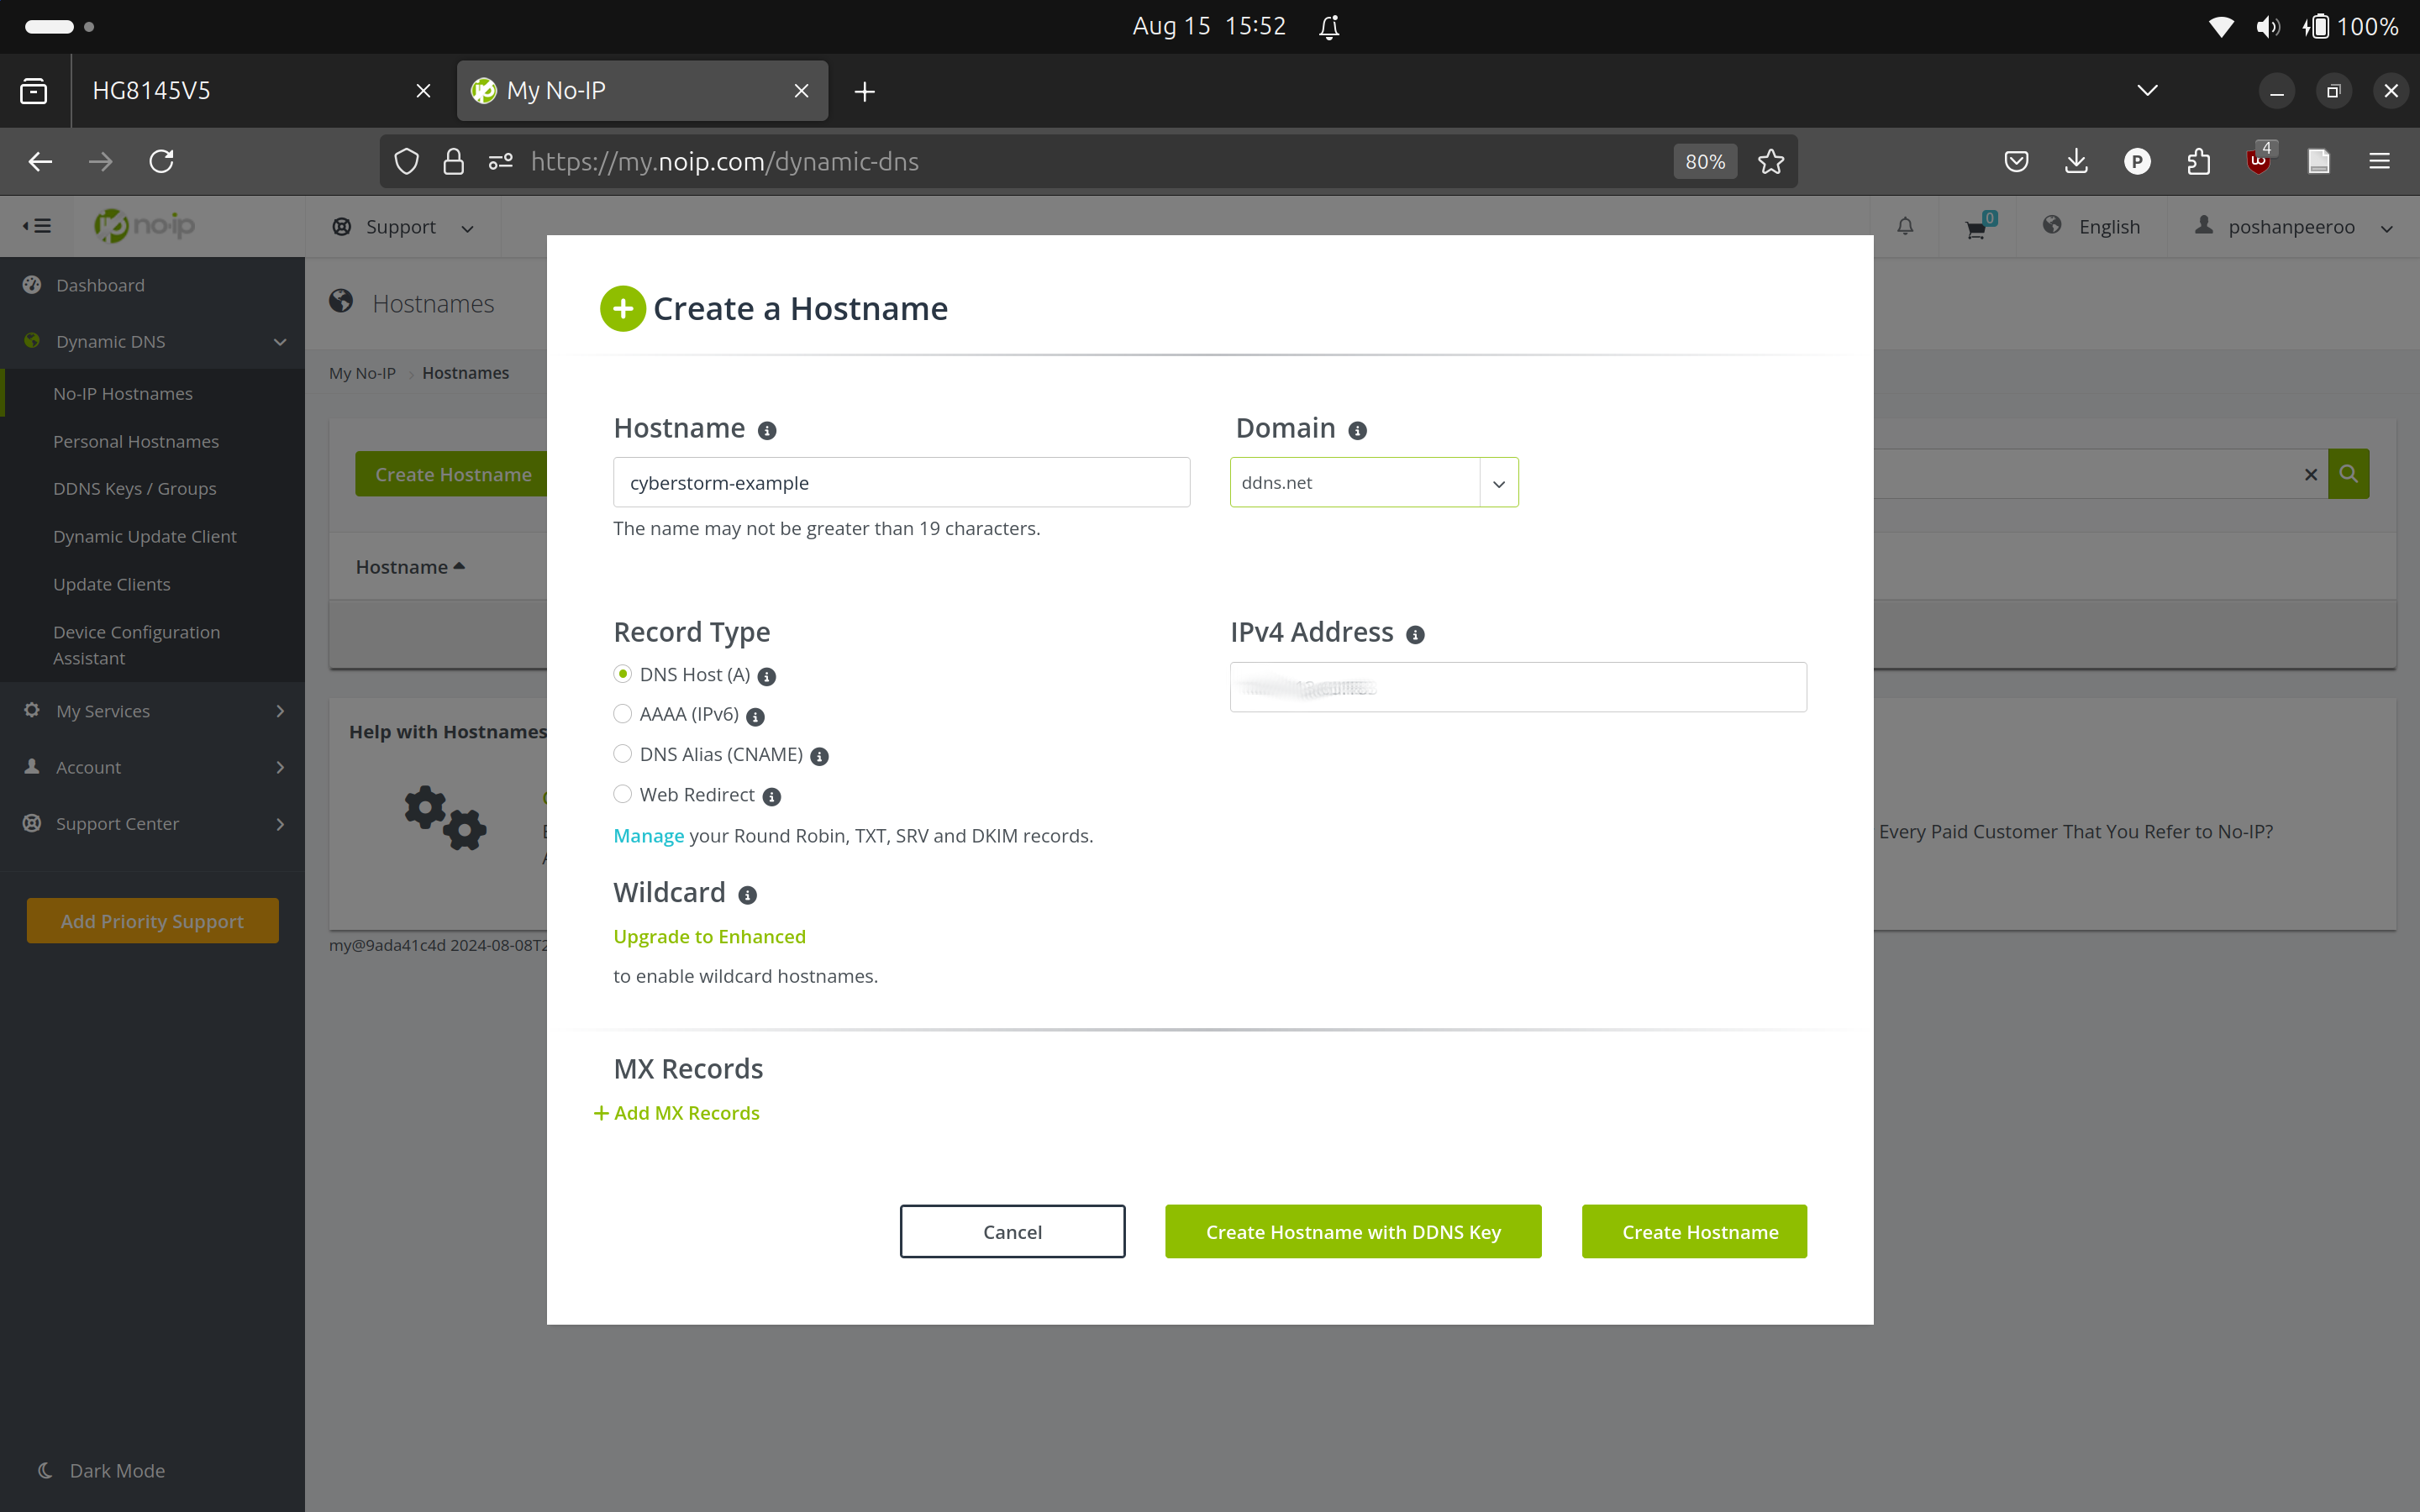 Aug 15 15:52
100%
HG8145V5
My No-IP
https://my.noip.com/dynamic-dns
80%
4
no-ip
Support
0
English
poshanpeeroo
Dashboard
Dynamic DNS
No-IP Hostnames
Personal Hostnames
DDNS Keys / Groups
Dynamic Update Client
Update Clients
Device Configuration
Assistant
My Services
Account
Support Center
Add Priority Support
Dark Mode
Hostnames
My No-IP > Hostnames
Create Hostname
Hostname
Help with Hostnames
Every Paid Customer That You Refer to No-IP?
my@9ada41c4d 2024-08-08T2
Create a Hostname
Hostname
Domain
cyberstorm-example
ddns.net
The name may not be greater than 19 characters.
Record Type
IPv4 Address
DNS Host (A)
AAAA (IPv6)
DNS Alias (CNAME)
Web Redirect
Manage your Round Robin, TXT, SRV and DKIM records.
Wildcard
Upgrade to Enhanced
to enable wildcard hostnames.
MX Records
+ Add MX Records
Cancel
Create Hostname with DDNS Key
Create Hostname